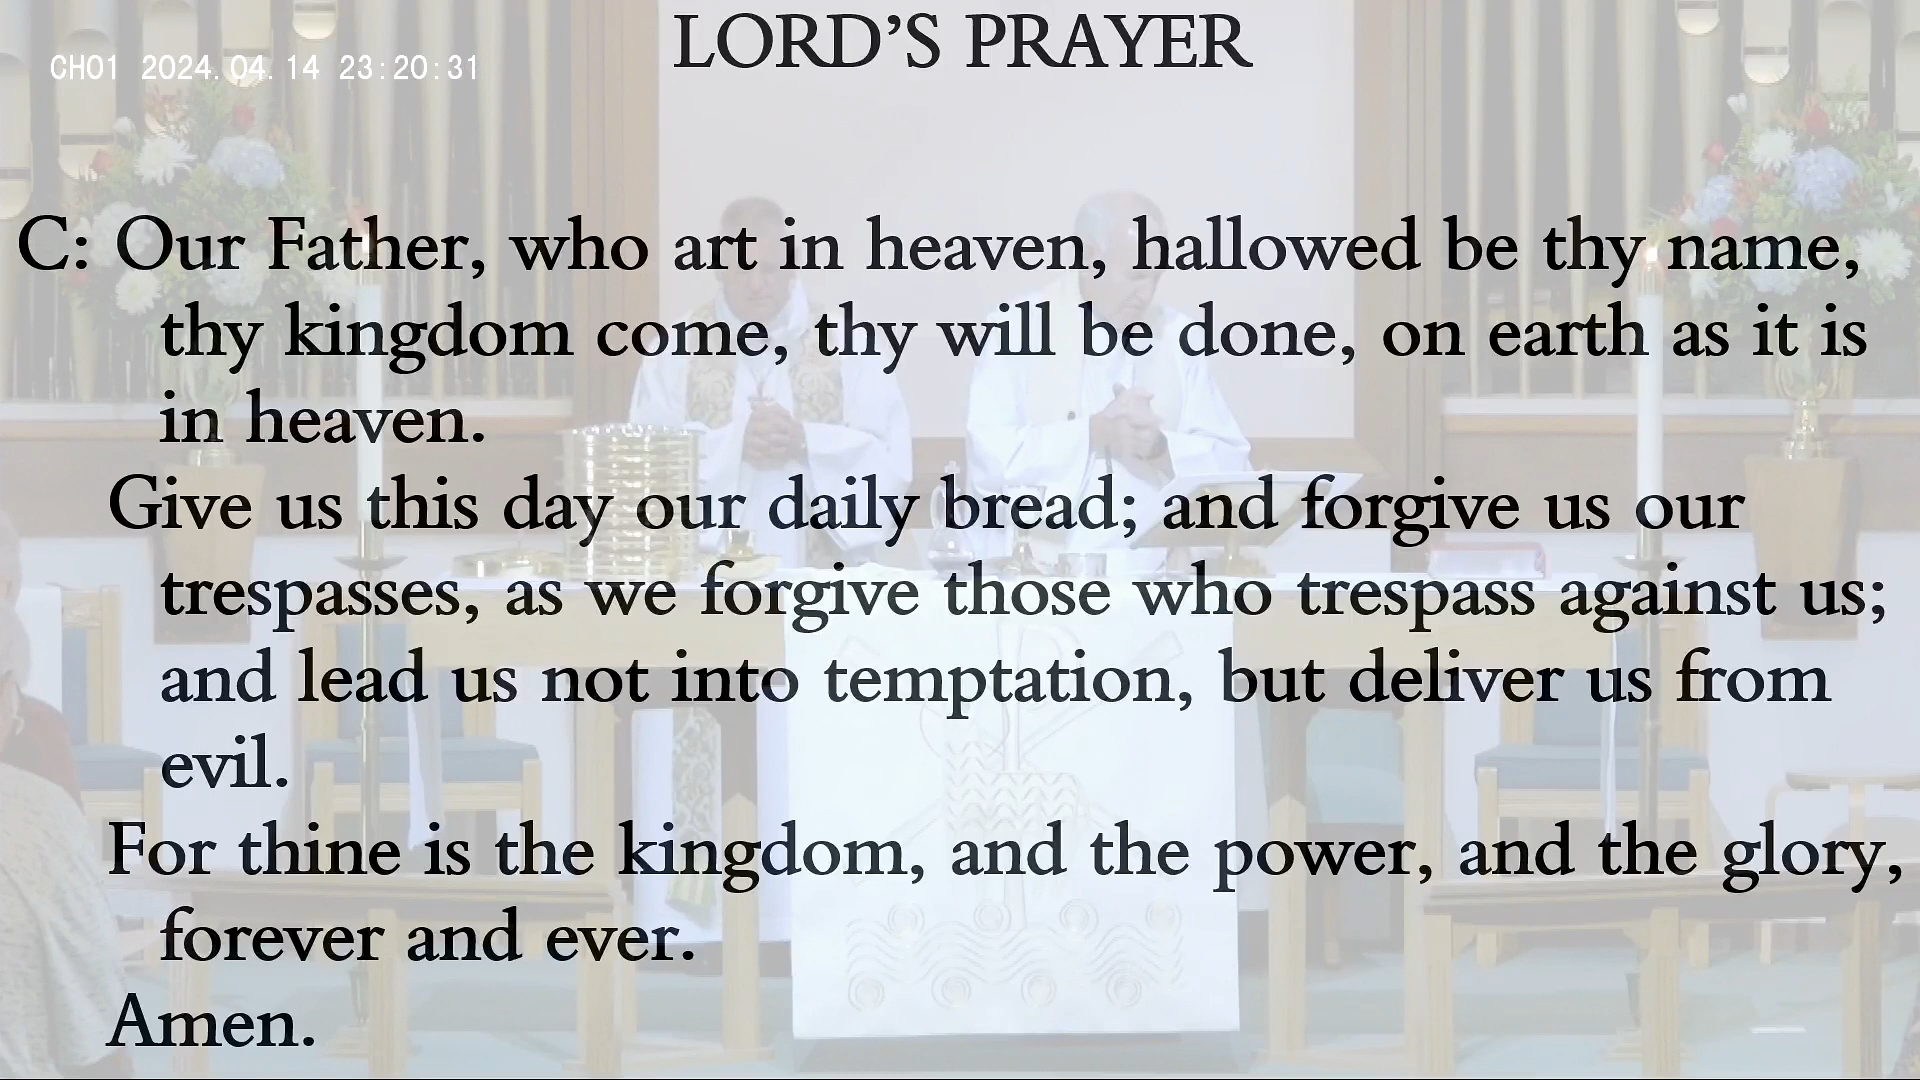 LORD’S PRAYER
CH01 2024.04.14 23:20:31
C: Our Father, who art in heaven, hallowed be thy name,
thy kingdom come, thy will be done, on earth as it is
in heaven.
Give us this day our daily bread; and forgive us our
trespasses, as we forgive those who trespass against us;
and lead us not into temptation, but deliver us from
evil.
For thine is the kingdom, and the power, and the glory,
forever and ever.
Amen.